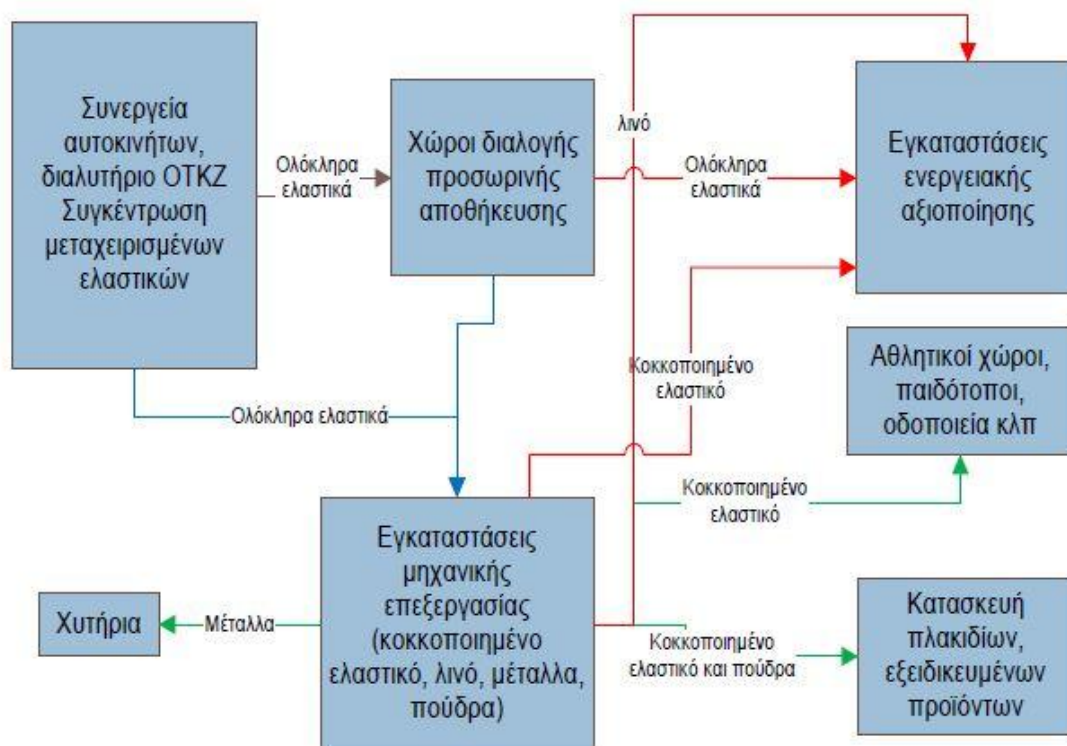 Συνεργεία
αυτοκινήτων,
διαλυτήριο ΟΤΚΖ
Συγκέντρωση
μεταχειρισμένων
ελαστικών
Ολόκληρα
ελαστικά
Χώροι διαλογής
προσωρινής
αποθήκευσης
λινό
Ολόκληρα
ελαστικά
Εγκαταστάσεις
ενεργειακής
αξιοποίησης
Κοκκοποιημένο
ελαστικό
Αθλητικοί χώροι,
παιδότοποι,
οδοποιεία κλπ
Ολόκληρα ελαστικά
Κοκκοποιημένο
ελαστικό
Εγκαταστάσεις
μηχανικής
επεξεργασίας
(κοκκοποιημένο
ελαστικό, λινό, μέταλλα,
πούδρα)
Χυτήρια
Μέταλλα
Κοκκοποιημένο
ελαστικό και πούδρα
Κατασκευή
πλακιδίων,
εξειδικευμένων
προϊόντων